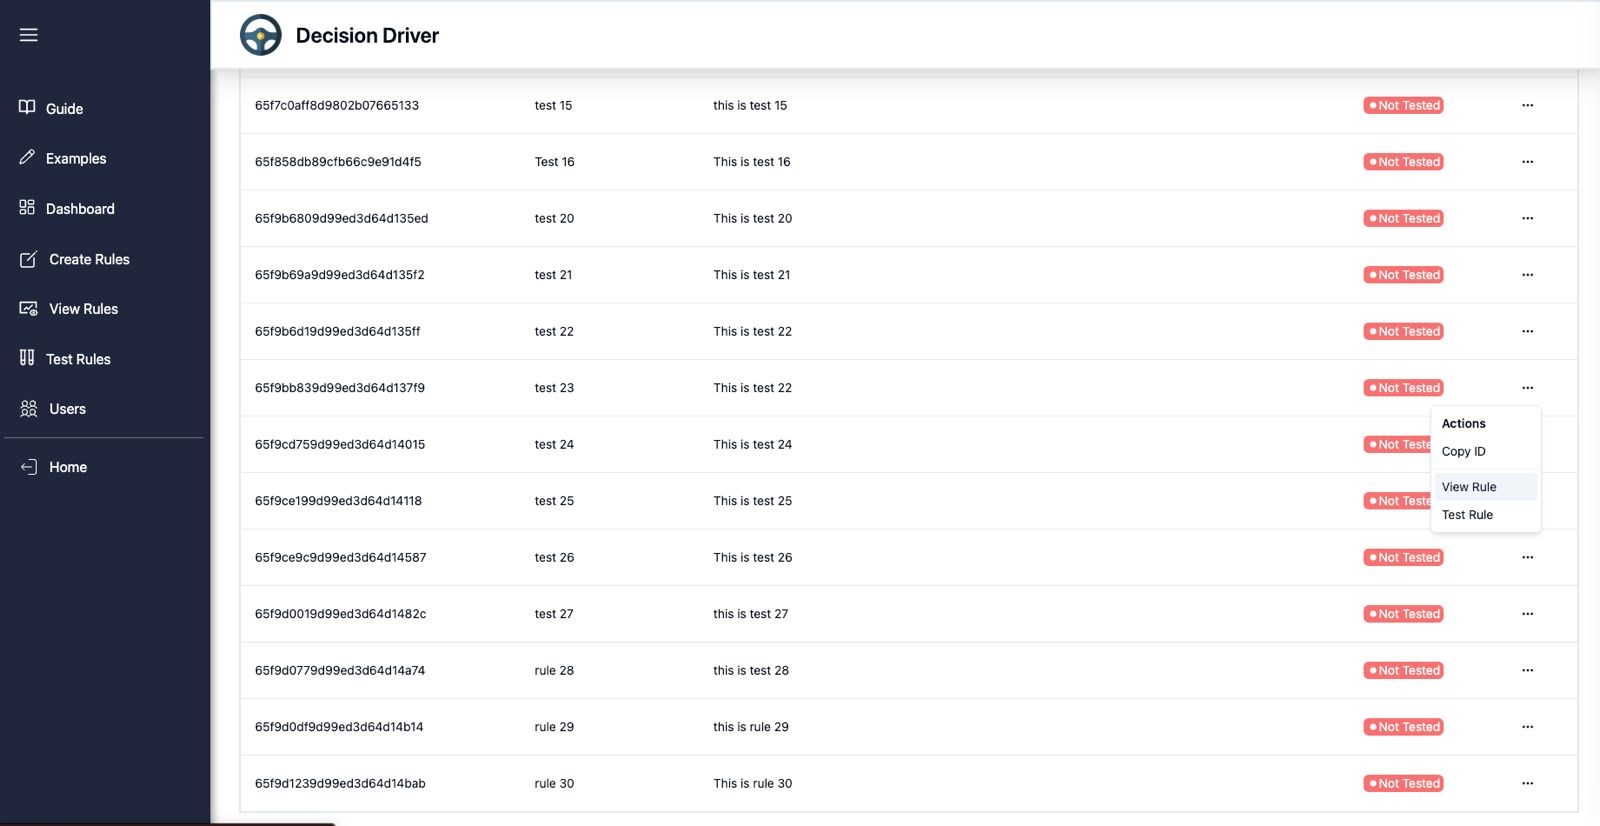 Decision Driver
Guide
Examples
Dashboard
Create Rules
View Rules
Test Rules
Users
Home
65f7c0aff8d9802b07665133 test 15 this is test 15 Not Tested ...
65f858db89cfb66c9e91d4f5 Test 16 This is test 16 Not Tested ...
65f9b6809d99ed3d64d135ed test 20 This is test 20 Not Tested ...
65f9b69a9d99ed3d64d135f2 test 21 This is test 21 Not Tested ...
65f9b6d19d99ed3d64d135ff test 22 This is test 22 Not Tested ...
65f9bb839d99ed3d64d137f9 test 23 This is test 22 Not Tested ...
65f9cd759d99ed3d64d14015 test 24 This is test 24 Not Teste
65f9ce199d99ed3d64d14118 test 25 This is test 25 Not Teste
Actions
Copy ID
View Rule
Test Rule
65f9ce9c9d99ed3d64d14587 test 26 This is test 26 Not Tested ...
65f9d0019d99ed3d64d1482c test 27 this is test 27 Not Tested ...
65f9d0779d99ed3d64d14a74 rule 28 this is test 28 Not Tested ...
65f9d0df9d99ed3d64d14b14 rule 29 this is rule 29 Not Tested ...
65f9d1239d99ed3d64d14bab rule 30 This is rule 30 Not Tested ...